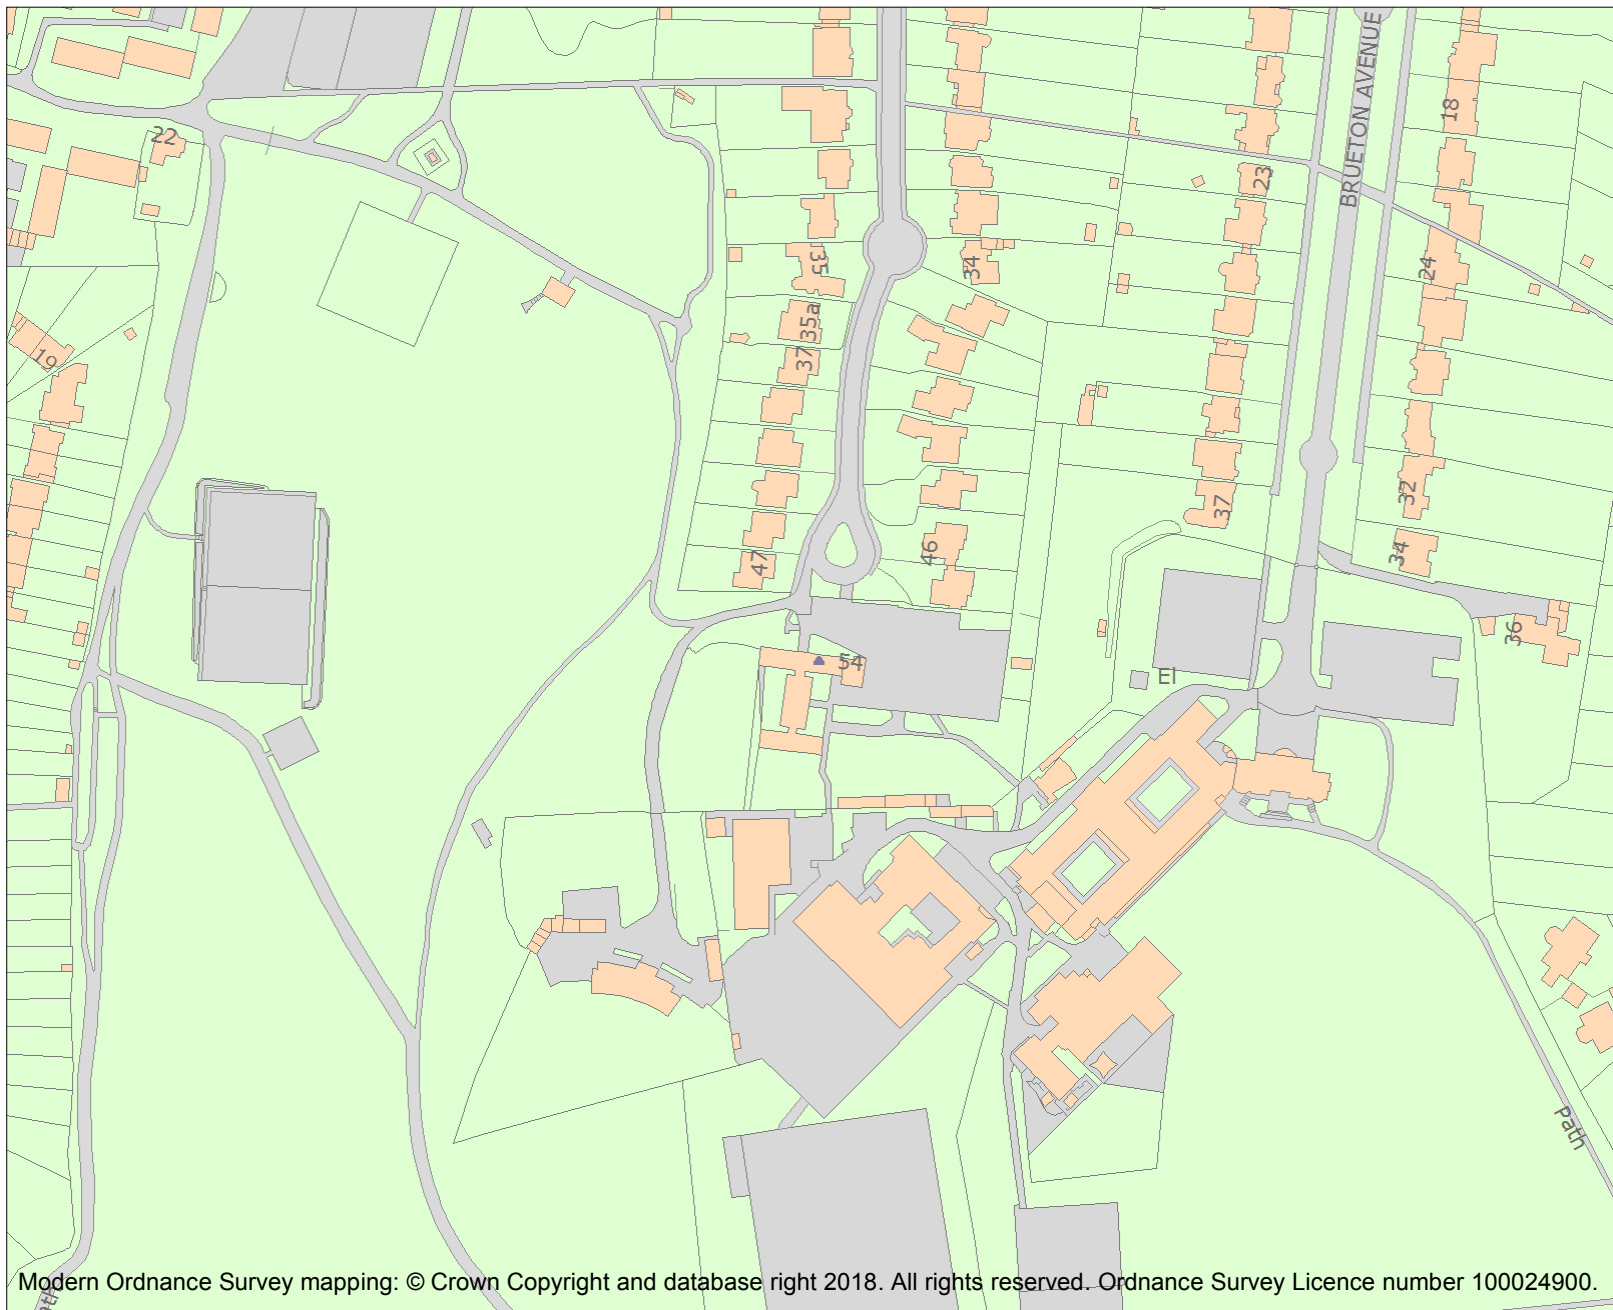 BRUETON AVENUE
18
22
23
35
34
24
35a
37
19
32
37
46
34
47
36
54
El
Path
Path
Modern Ordnance Survey mapping: © Crown Copyright and database right 2018. All rights reserved. Ordnance Survey Licence number 100024900.